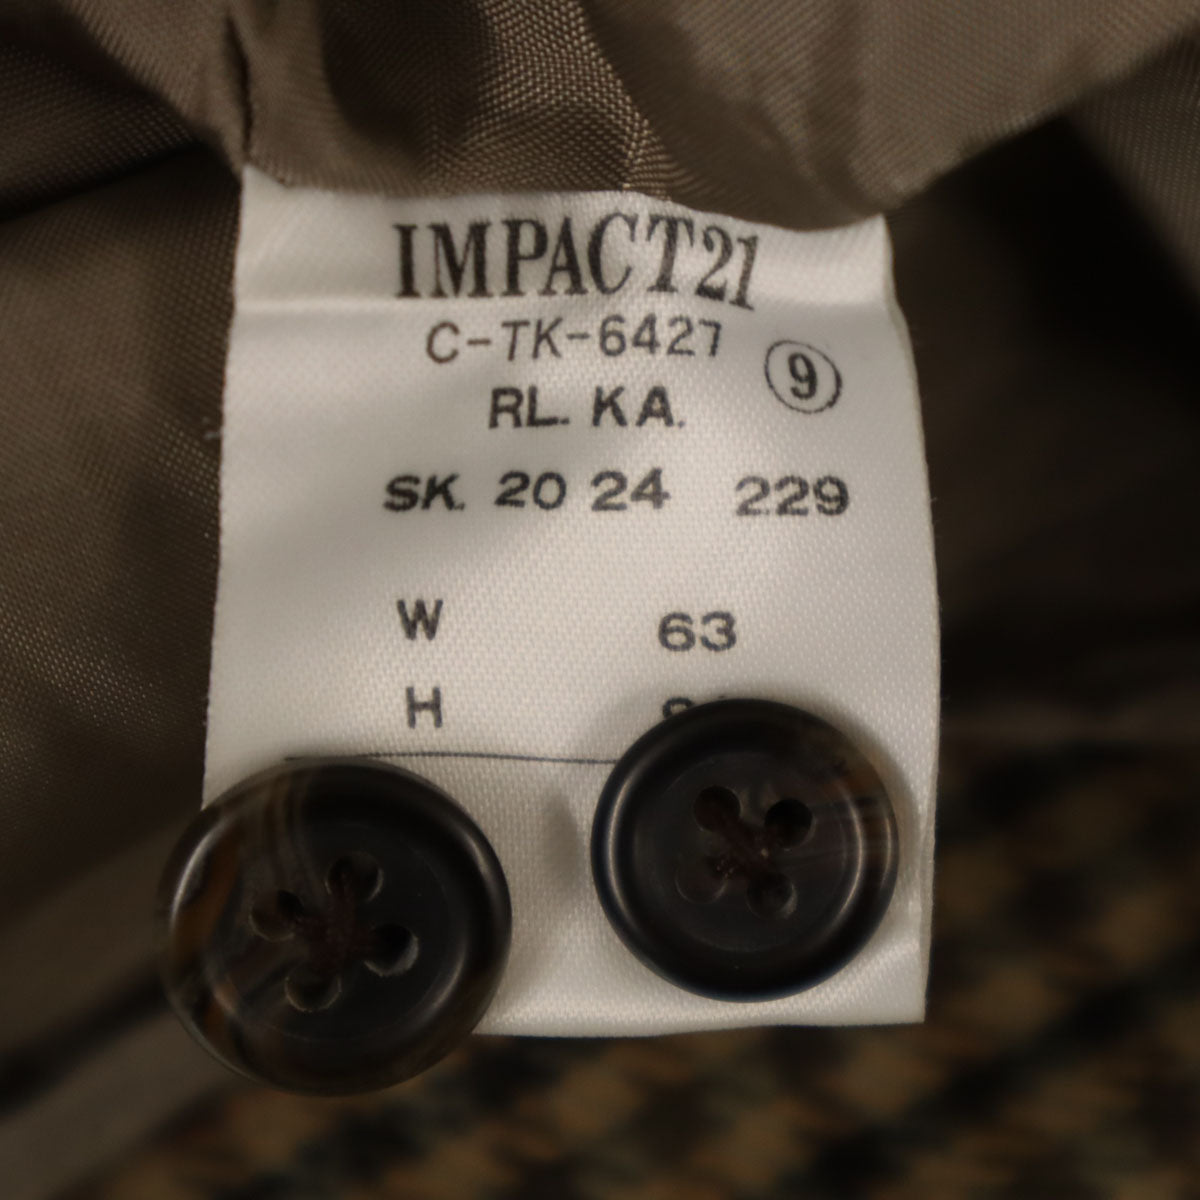 IMPACT21
C-TK-6427
⑨
RL. KA.
SK. 20 24 229
W 63
H